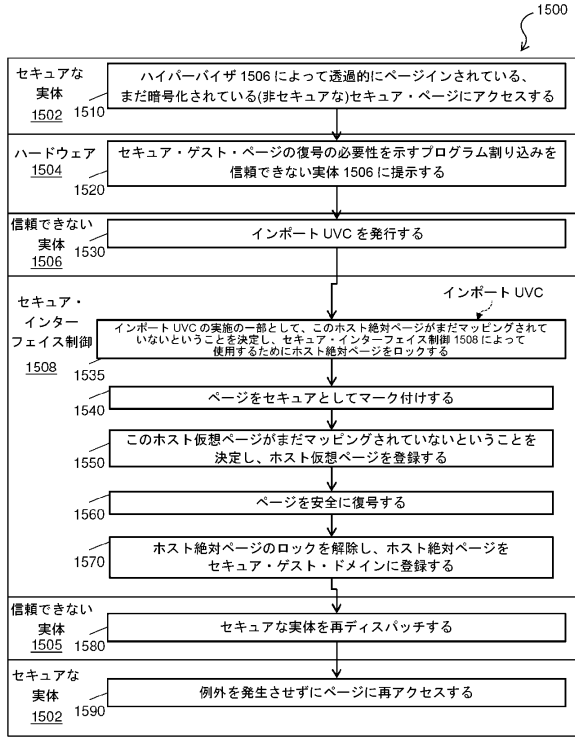 1500
セキュアな
実体
1502
1510
ハイパーバイザ 1506 によって透過的にページインされている、
まだ暗号化されている(非セキュアな)セキュア・ページにアクセスする
ハードウェア
1504
1520
セキュア・ゲスト・ページの復号の必要性を示すプログラム割り込みを
信頼できない実体 1506 に提示する
信頼できない
実体
1506
1530
インポート UVC を発行する
セキュア・
インター
フェイス制御
1508
インポート UVC
1535
インポート UVC の実施の一部として、このホスト絶対ページがまだマッピングされて
いないということを決定し、セキュア・インターフェイス制御 1508 によって
使用するためにホスト絶対ページをロックする
1540
ページをセキュアとしてマーク付けする
1550
このホスト仮想ページがまだマッピングされていないということを
決定し、ホスト仮想ページを登録する
1560
ページを安全に復号する
1570
ホスト絶対ページのロックを解除し、ホスト絶対ページを
セキュア・ゲスト・ドメインに登録する
信頼できない
実体
1505
1580
セキュアな実体を再ディスパッチする
セキュアな
実体
1502
1590
例外を発生させずにページに再アクセスする